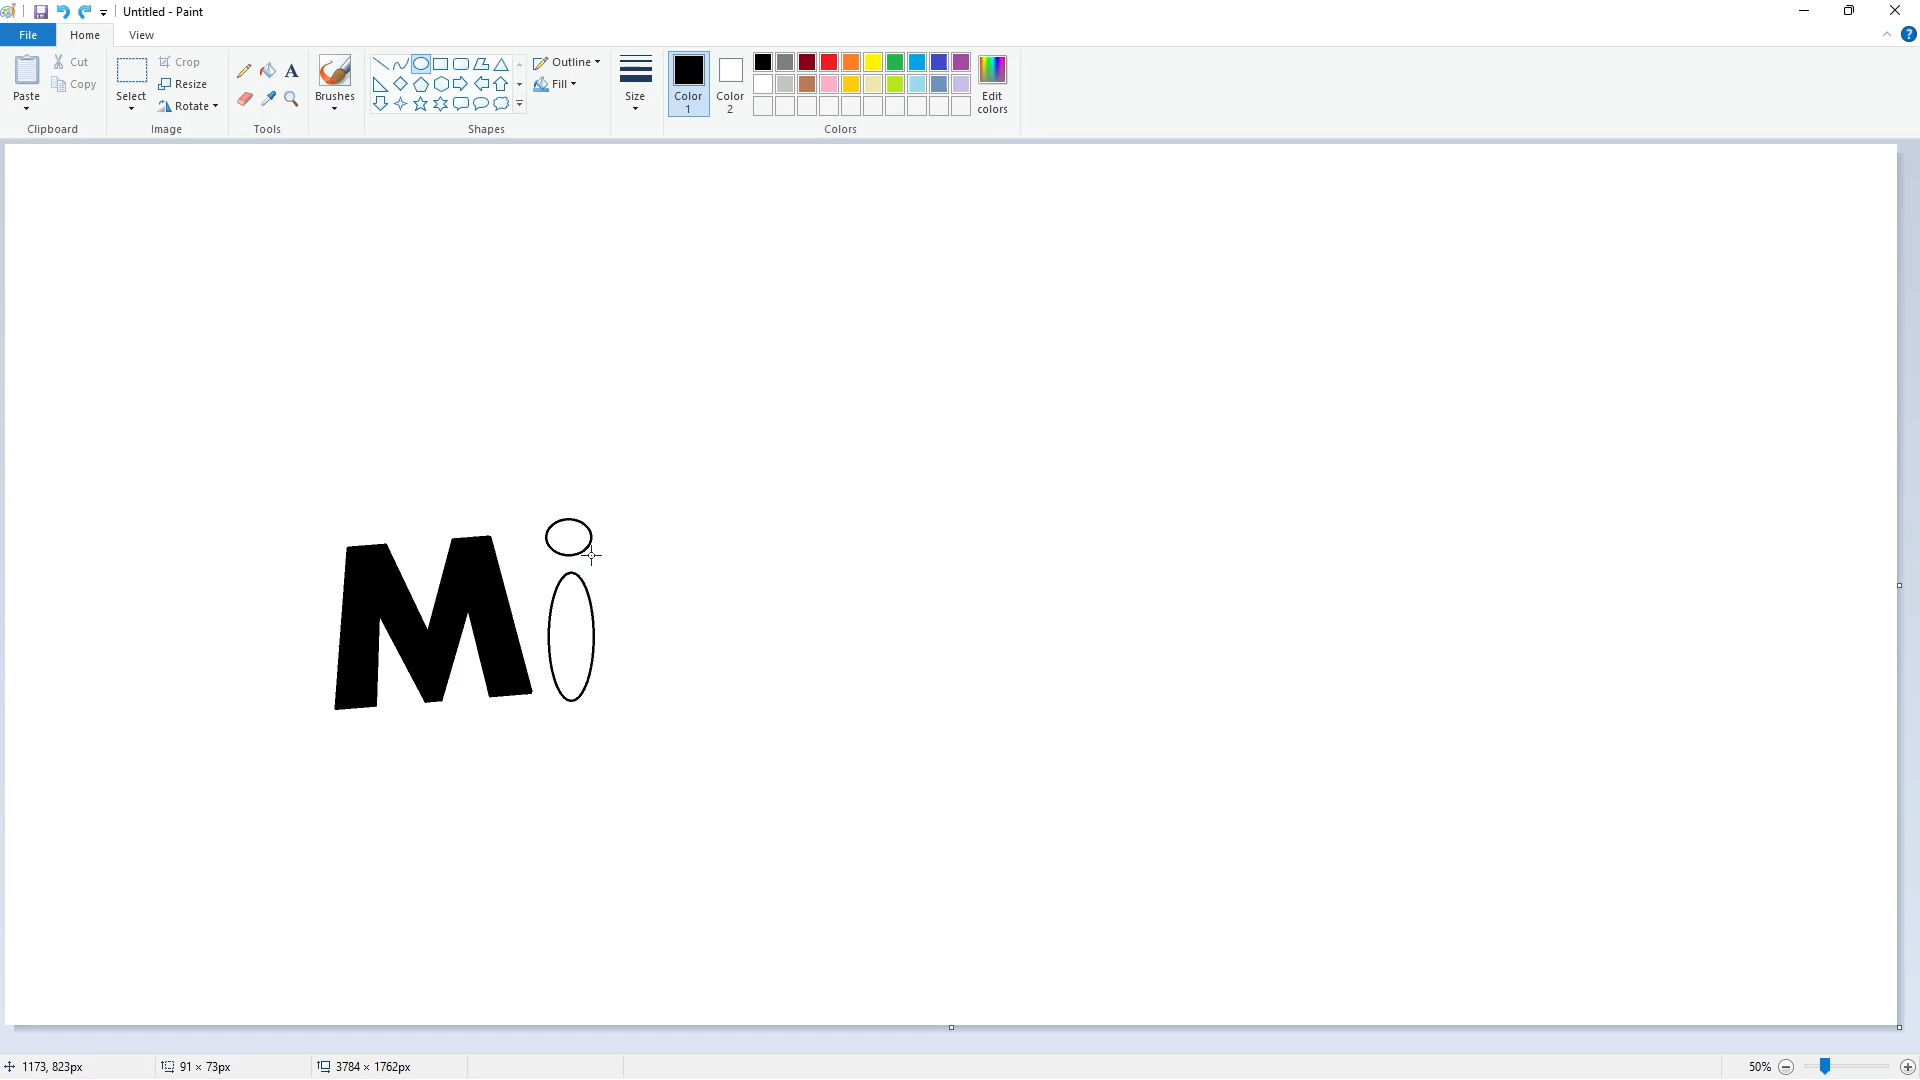 Untitled - Paint
File Home View
Paste Cut Copy
Clipboard
Select Crop Resize Rotate
Image
A
Tools
Brushes
Outline Fill
Shapes
Size
Color 1 Color 2 Edit colors
Colors
Mi
1173, 823px 91 × 73px 3784 × 1762px 50%